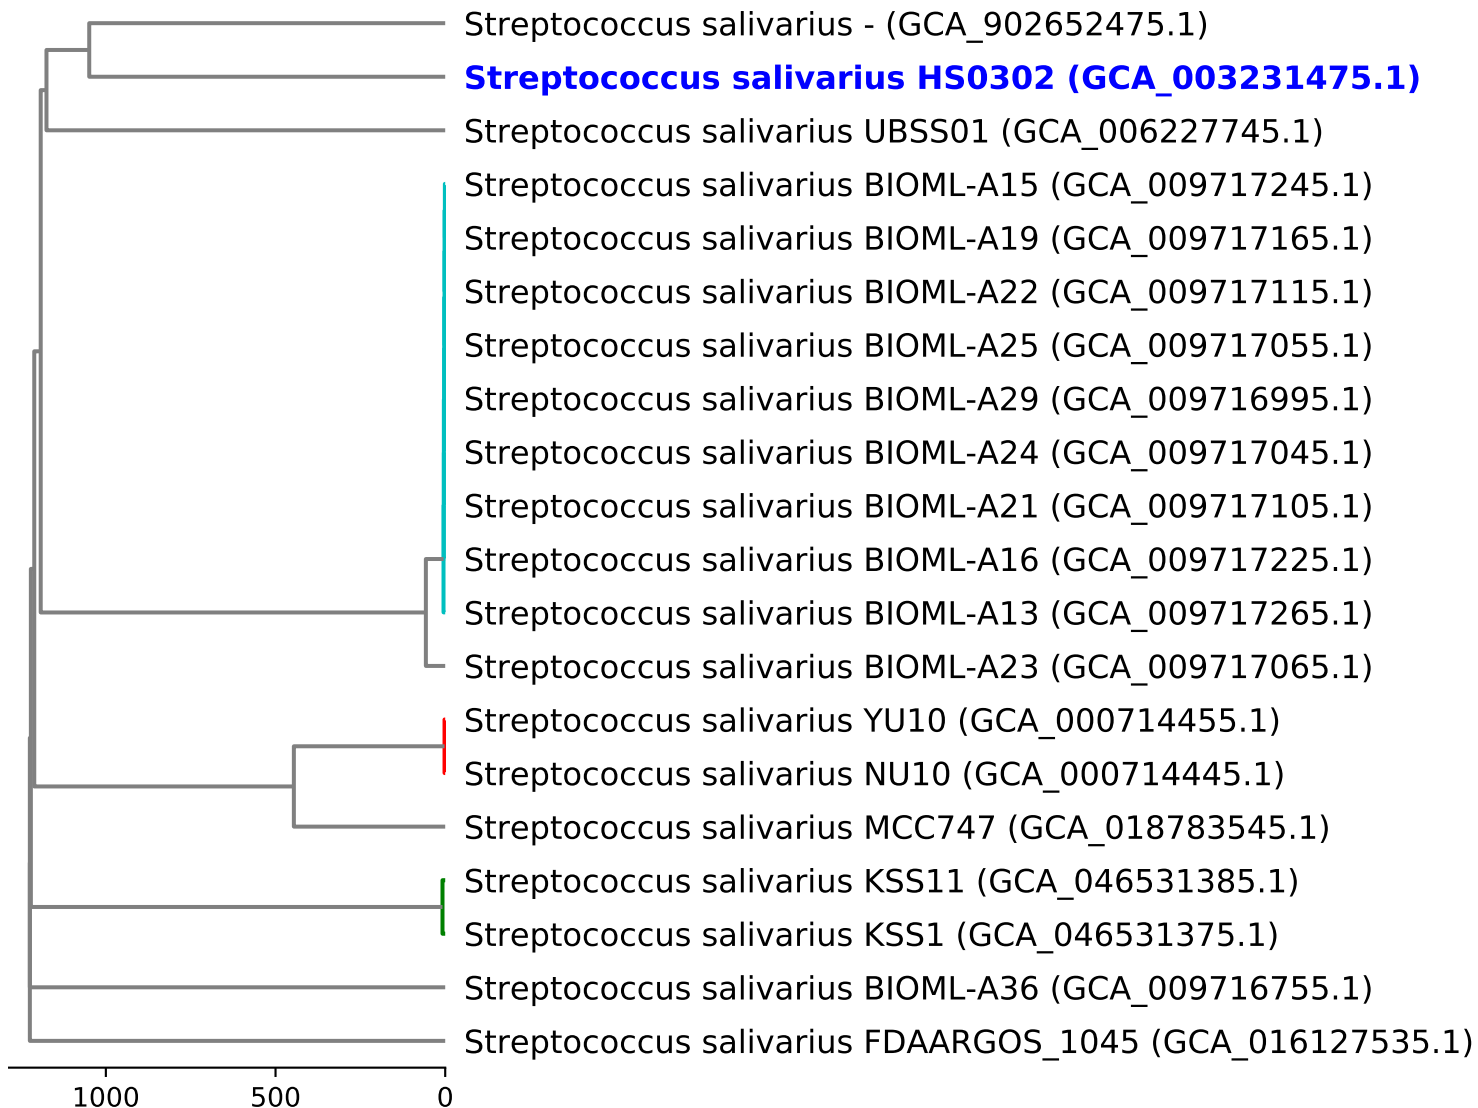 Streptococcus salivarius - (GCA_902652475.1)
Streptococcus salivarius HS0302 (GCA_003231475.1)
Streptococcus salivarius UBSS01 (GCA_006227745.1)
Streptococcus salivarius BIOML-A15 (GCA_009717245.1)
Streptococcus salivarius BIOML-A19 (GCA_009717165.1)
Streptococcus salivarius BIOML-A22 (GCA_009717115.1)
Streptococcus salivarius BIOML-A25 (GCA_009717055.1)
Streptococcus salivarius BIOML-A29 (GCA_009716995.1)
Streptococcus salivarius BIOML-A24 (GCA_009717045.1)
Streptococcus salivarius BIOML-A21 (GCA_009717105.1)
Streptococcus salivarius BIOML-A16 (GCA_009717225.1)
Streptococcus salivarius BIOML-A13 (GCA_009717265.1)
Streptococcus salivarius BIOML-A23 (GCA_009717065.1)
Streptococcus salivarius YU10 (GCA_000714455.1)
Streptococcus salivarius NU10 (GCA_000714445.1)
Streptococcus salivarius MCC747 (GCA_018783545.1)
Streptococcus salivarius KSS11 (GCA_046531385.1)
Streptococcus salivarius KSS1 (GCA_046531375.1)
Streptococcus salivarius BIOML-A36 (GCA_009716755.1)
Streptococcus salivarius FDAARGOS_1045 (GCA_016127535.1)
1000 500 0